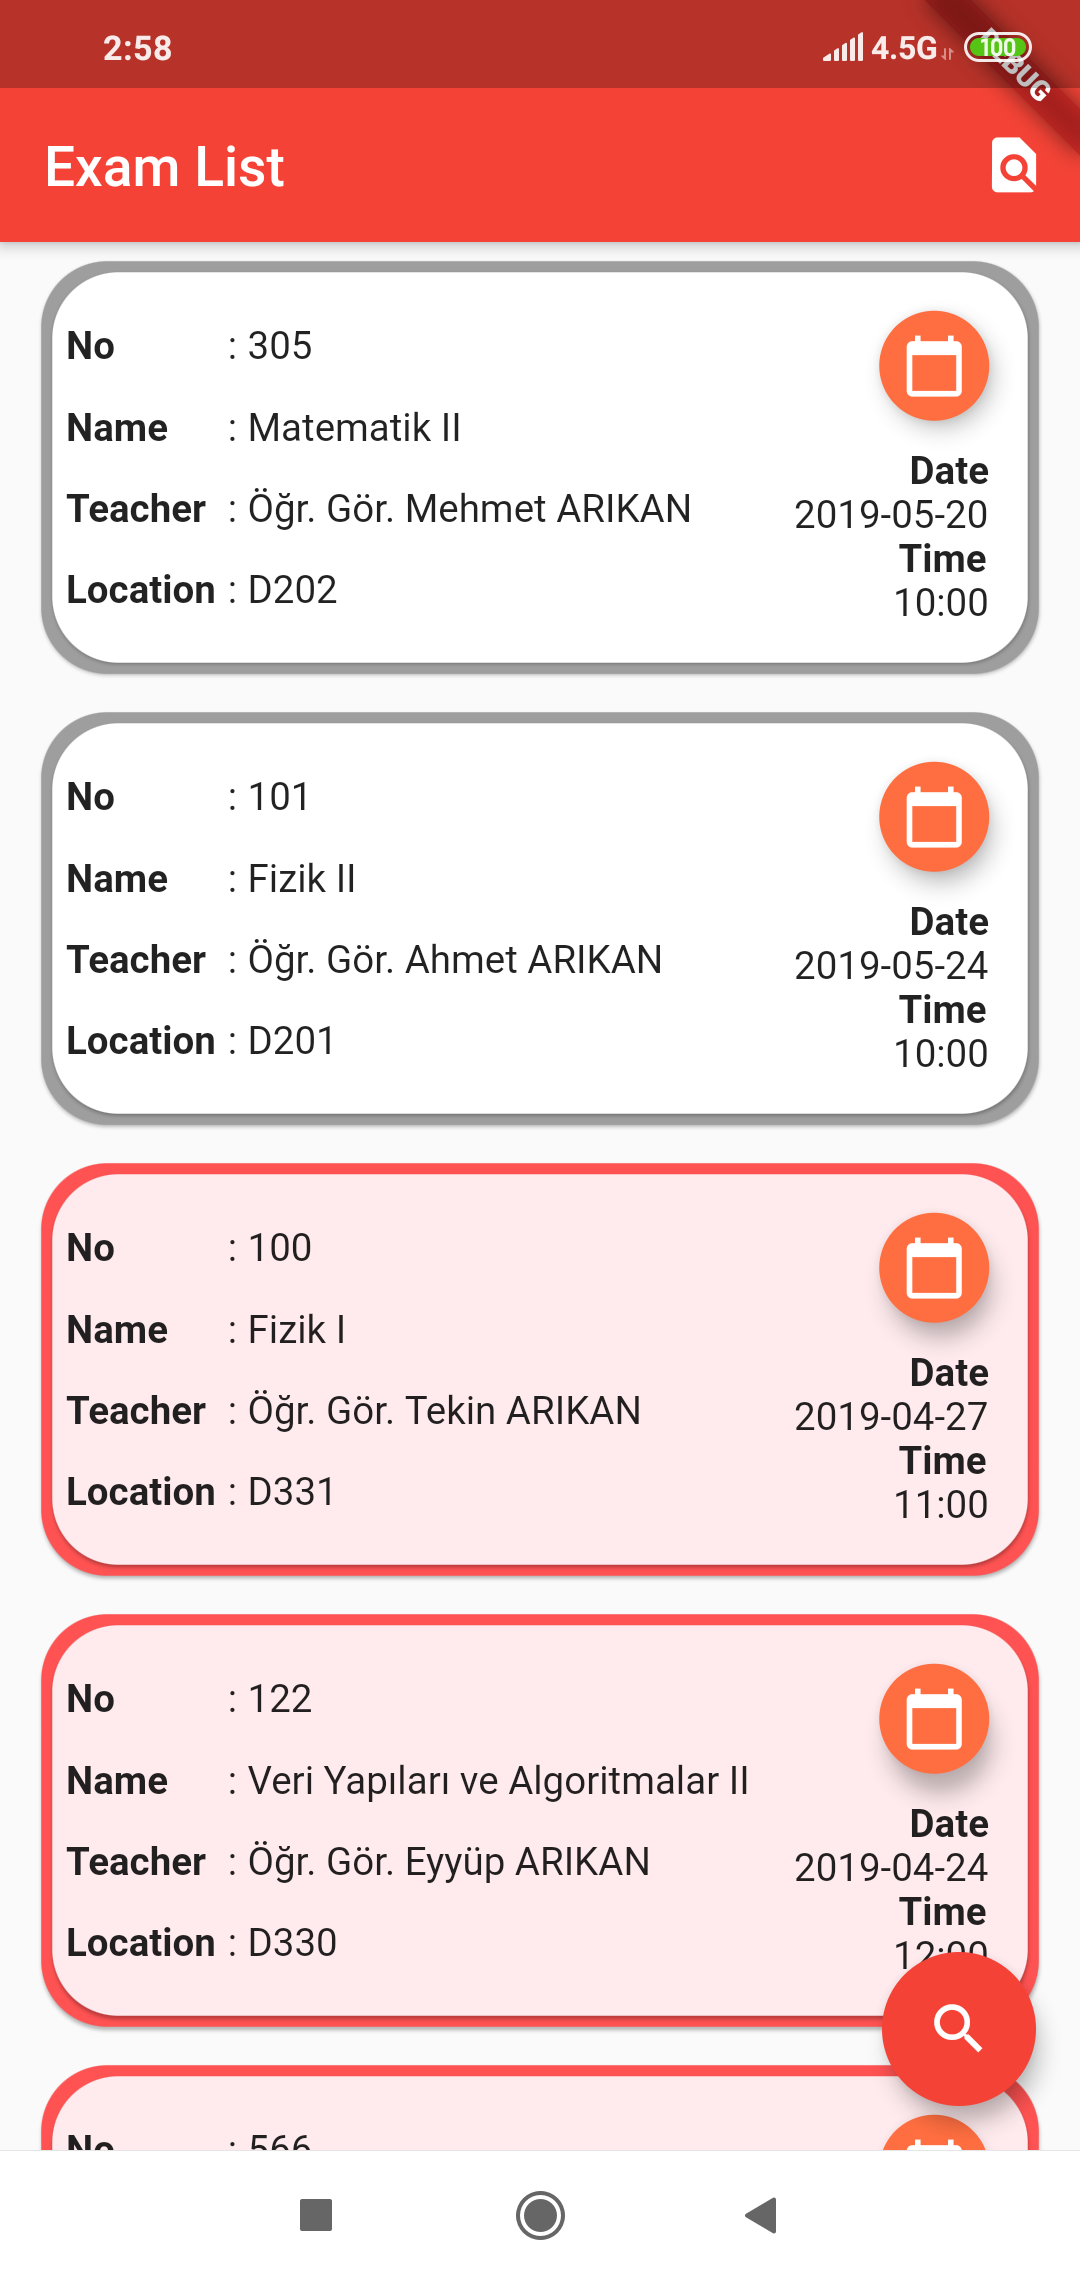 2:58
4.5G
100
DEBUG
Exam List
No : 305
Name : Matematik II
Teacher : Öğr. Gör. Mehmet ARIKAN
Location : D202
Date
2019-05-20
Time
10:00
No : 101
Name : Fizik II
Teacher : Öğr. Gör. Ahmet ARIKAN
Location : D201
Date
2019-05-24
Time
10:00
No : 100
Name : Fizik I
Teacher : Öğr. Gör. Tekin ARIKAN
Location : D331
Date
2019-04-27
Time
11:00
No : 122
Name : Veri Yapıları ve Algoritmalar II
Teacher : Öğr. Gör. Eyyüp ARIKAN
Location : D330
Date
2019-04-24
Time
12:00
No : 566